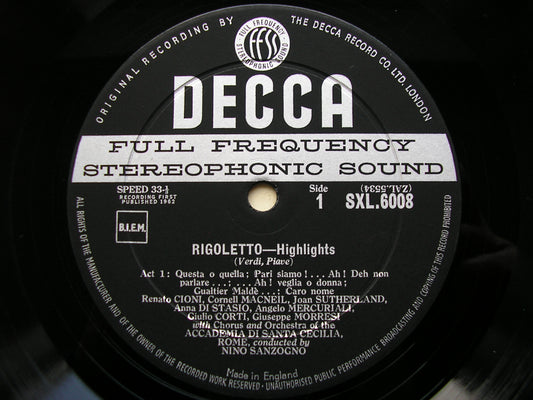 ORIGINAL RECORDING BY THE DECCA RECORD CO. LTD. LONDON
FULL FREQUENCY
ffss
STEREOPHONIC SOUND
DECCA
FULL FREQUENCY
STEREOPHONIC SOUND
SPEED 33⅓
RECORDING FIRST
PUBLISHED 1962
Side
1
(ZAL.5534)
SXL.6008
B.I.E.M.
RIGOLETTO—Highlights
(Verdi, Piave)
Act 1: Questa o quella; Pari siamo! . . . Ah! Deh non
parlare . . .; . . . Ah! veglia o donna;
Gualtier Maldè . . .: Caro nome
Renato CIONI, Cornell MACNEIL, Joan SUTHERLAND,
Anna DI STASIO, Angelo MERCURIALI,
Giulio CORTI, Giuseppe MORRESI
with Chorus and Orchestra of the
ACCADEMIA DI SANTA CECILIA,
ROME, conducted by
NINO SANZOGNO
Made in England
ALL RIGHTS OF THE MANUFACTURER AND OF THE OWNER OF THE RECORDED WORK RESERVED · UNAUTHORISED PUBLIC PERFORMANCE BROADCASTING AND COPYING OF THIS RECORD PROHIBITED